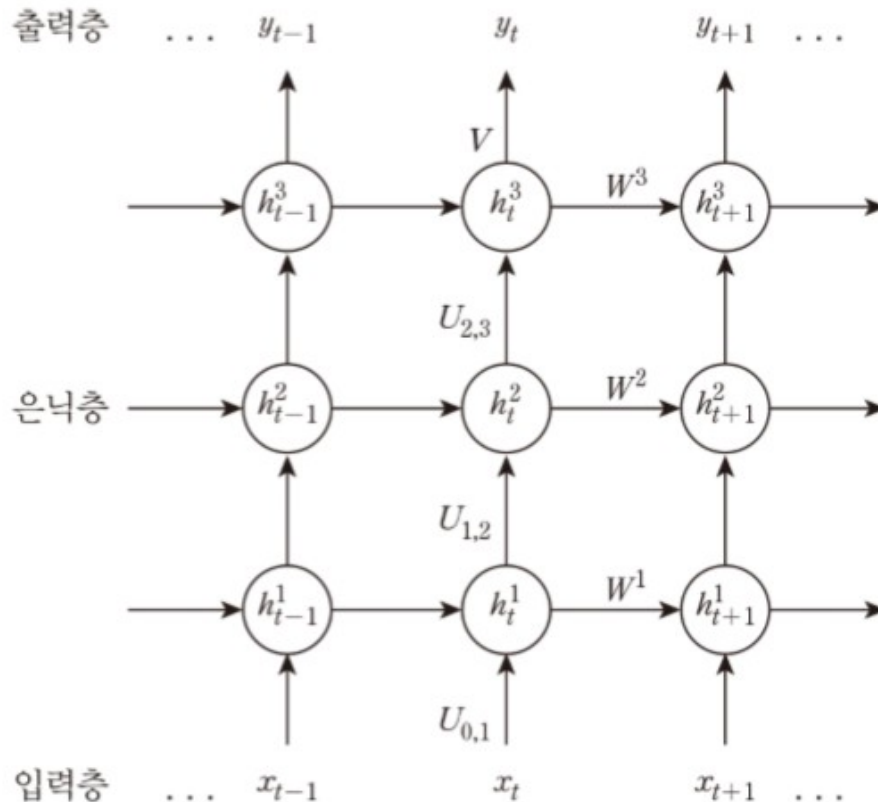 출력층 ... y_{t-1} y_t y_{t+1} ...
V
h^3_{t-1} h^3_t W^3 h^3_{t+1}
U_{2,3}
은닉층 h^2_{t-1} h^2_t W^2 h^2_{t+1}
U_{1,2}
h^1_{t-1} h^1_t W^1 h^1_{t+1}
U_{0,1}
입력층 ... x_{t-1} x_t x_{t+1} ...